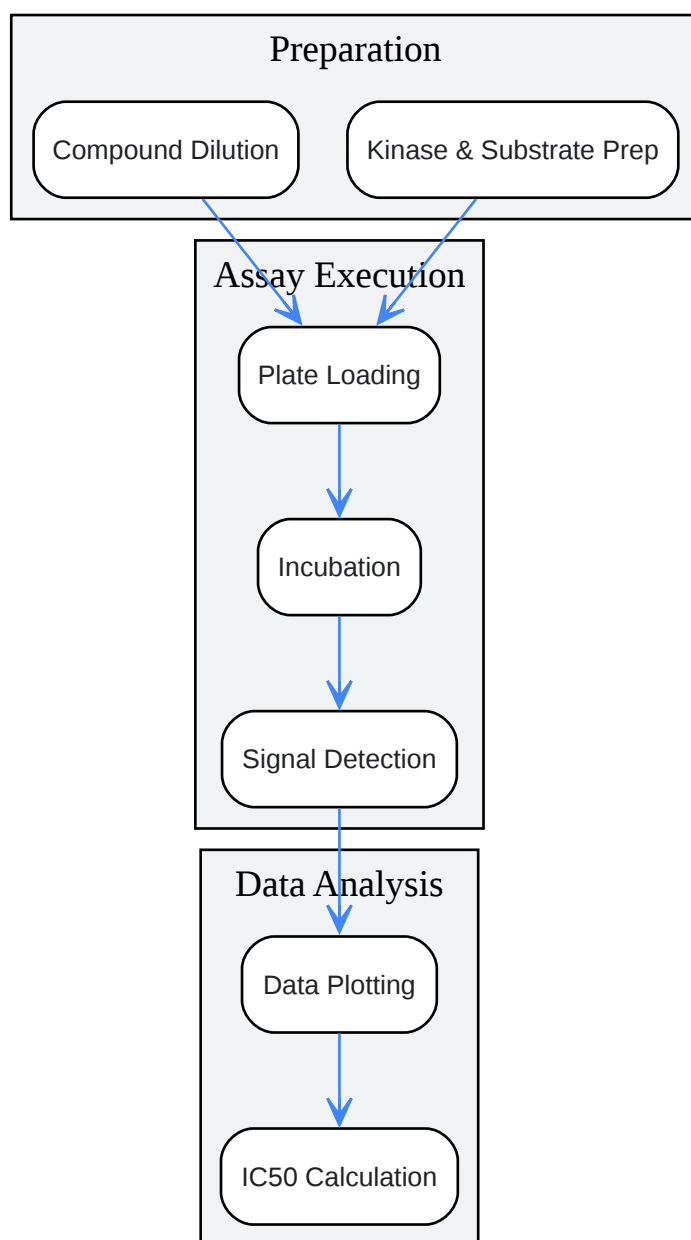 Preparation
Compound Dilution
Kinase & Substrate Prep
Assay Execution
Plate Loading
Incubation
Signal Detection
Data Analysis
Data Plotting
IC50 Calculation